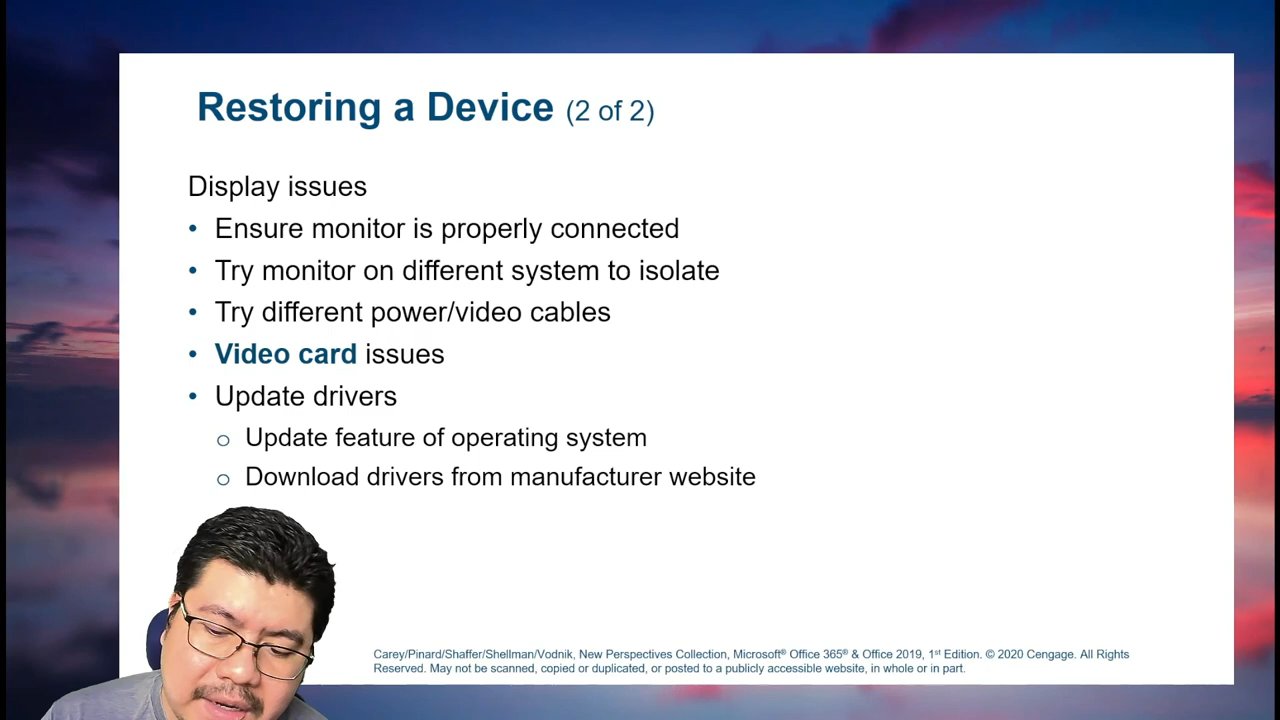 Restoring a Device (2 of 2)
Display issues
• Ensure monitor is properly connected
• Try monitor on different system to isolate
• Try different power/video cables
• Video card issues
• Update drivers
o Update feature of operating system
o Download drivers from manufacturer website
Carey/Pinard/Shaffer/Shellman/Vodnik, New Perspectives Collection, Microsoft® Office 365® & Office 2019, 1st Edition. © 2020 Cengage. All Rights
Reserved. May not be scanned, copied or duplicated, or posted to a publicly accessible website, in whole or in part.